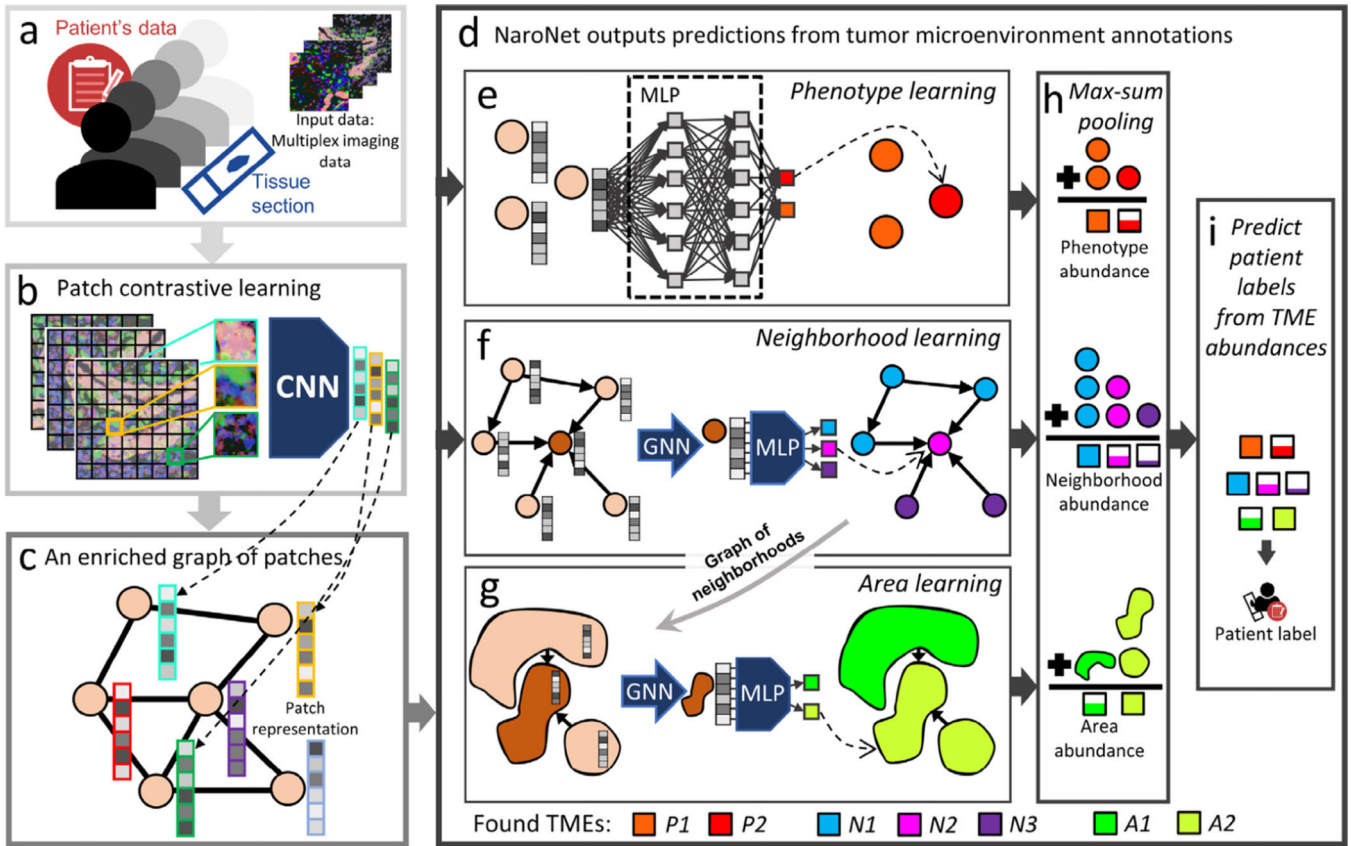 a
Patient's data
Input data:
Multiplex imaging
data
Tissue
section
b
Patch contrastive learning
CNN
c
An enriched graph of patches
Patch
representation
d
NaroNet outputs predictions from tumor microenvironment annotations
e
MLP
Phenotype learning
f
Neighborhood learning
GNN
MLP
Graph of
neighborhoods
g
Area learning
GNN
MLP
h
Max-sum
pooling
Phenotype
abundance
Neighborhood
abundance
Area
abundance
i
Predict
patient
labels
from TME
abundances
Patient label
Found TMEs: P1 P2 N1 N2 N3 A1 A2